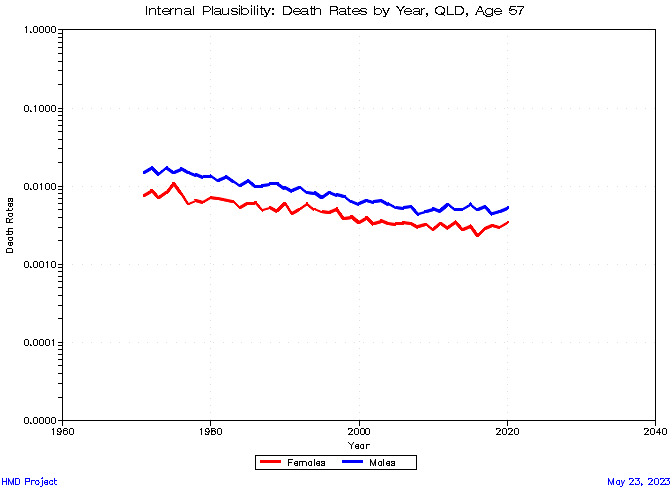 Internal Plausibility: Death Rates by Year, QLD, Age 57
1.0000
0.1000
0.0100
Death Rates
0.0010
0.0001
0.0000
1960 1980 2000 2020 2040
Year
Females Males
HMD Project May 23, 2023